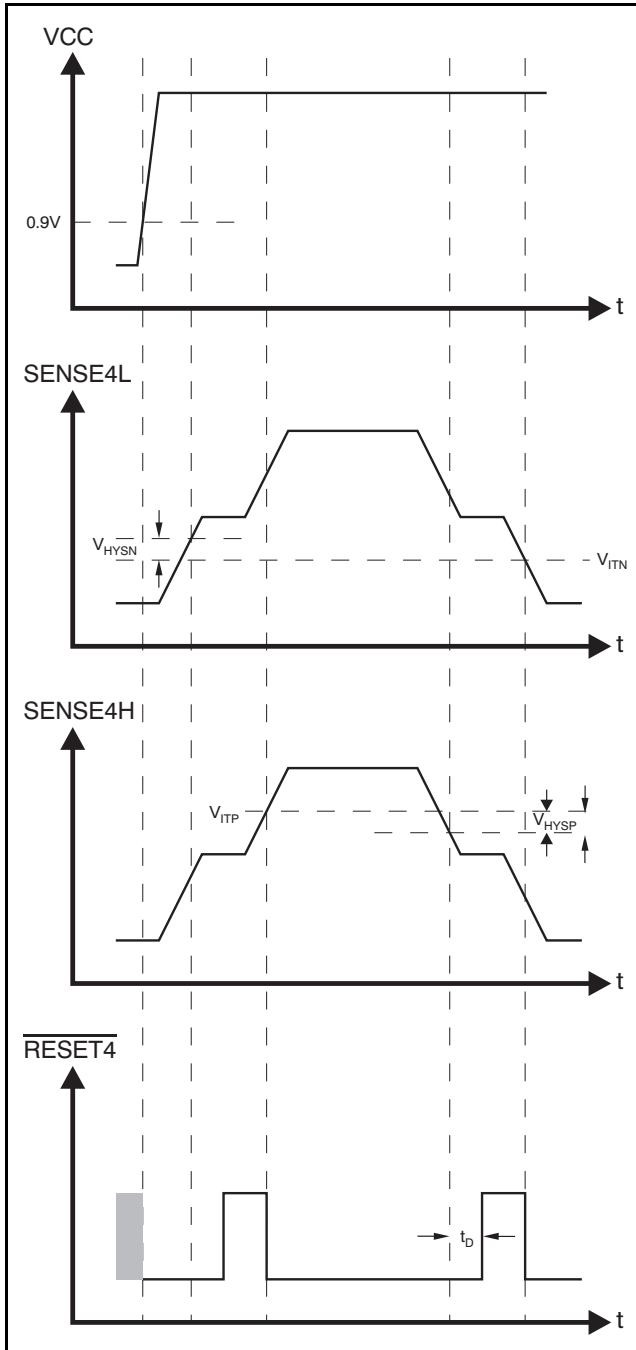 VCC
0.9V
t
SENSE4L
VHYSN
VITN
t
SENSE4H
VITP
VHYSP
t
RESET4
tD
t